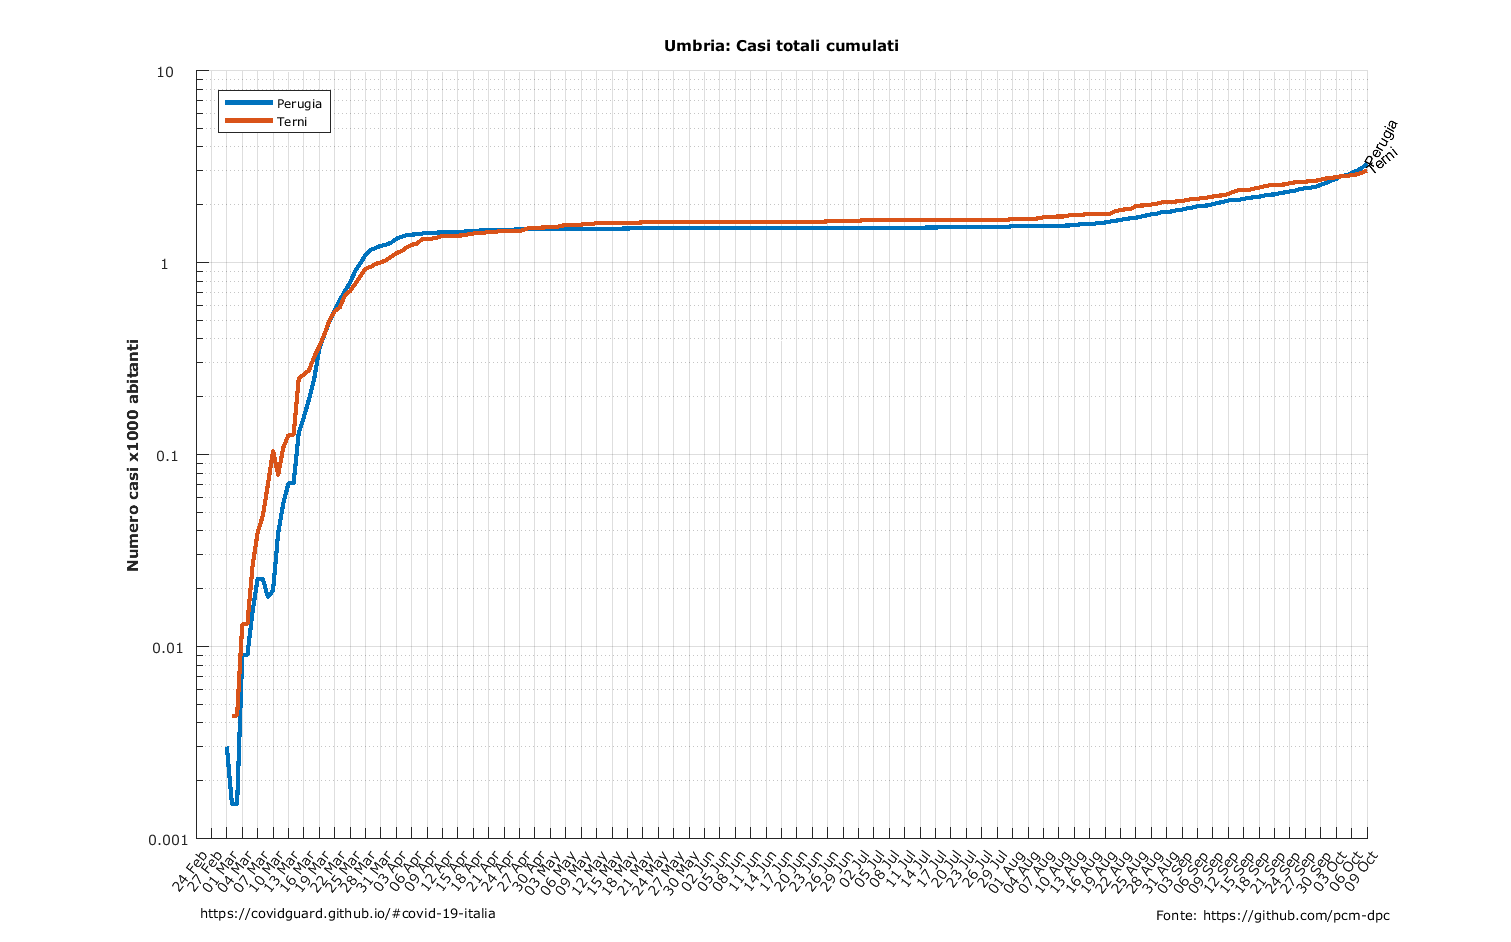 Umbria: Casi totali cumulati
10
1
0.1
0.01
0.001
Numero casi x1000 abitanti
Perugia
Terni
Perugia
Terni
24 Feb
27 Feb
01 Mar
04 Mar
07 Mar
10 Mar
13 Mar
16 Mar
19 Mar
22 Mar
25 Mar
28 Mar
31 Mar
03 Apr
06 Apr
09 Apr
12 Apr
15 Apr
18 Apr
21 Apr
24 Apr
27 Apr
30 Apr
03 May
06 May
09 May
12 May
15 May
18 May
21 May
24 May
27 May
30 May
02 Jun
05 Jun
08 Jun
11 Jun
14 Jun
17 Jun
20 Jun
23 Jun
26 Jun
29 Jun
02 Jul
05 Jul
08 Jul
11 Jul
14 Jul
17 Jul
20 Jul
23 Jul
26 Jul
29 Jul
01 Aug
04 Aug
07 Aug
10 Aug
13 Aug
16 Aug
19 Aug
22 Aug
25 Aug
28 Aug
31 Aug
03 Sep
06 Sep
09 Sep
12 Sep
15 Sep
18 Sep
21 Sep
24 Sep
27 Sep
30 Sep
03 Oct
06 Oct
09 Oct
https://covidguard.github.io/#covid-19-italia
Fonte: https://github.com/pcm-dpc